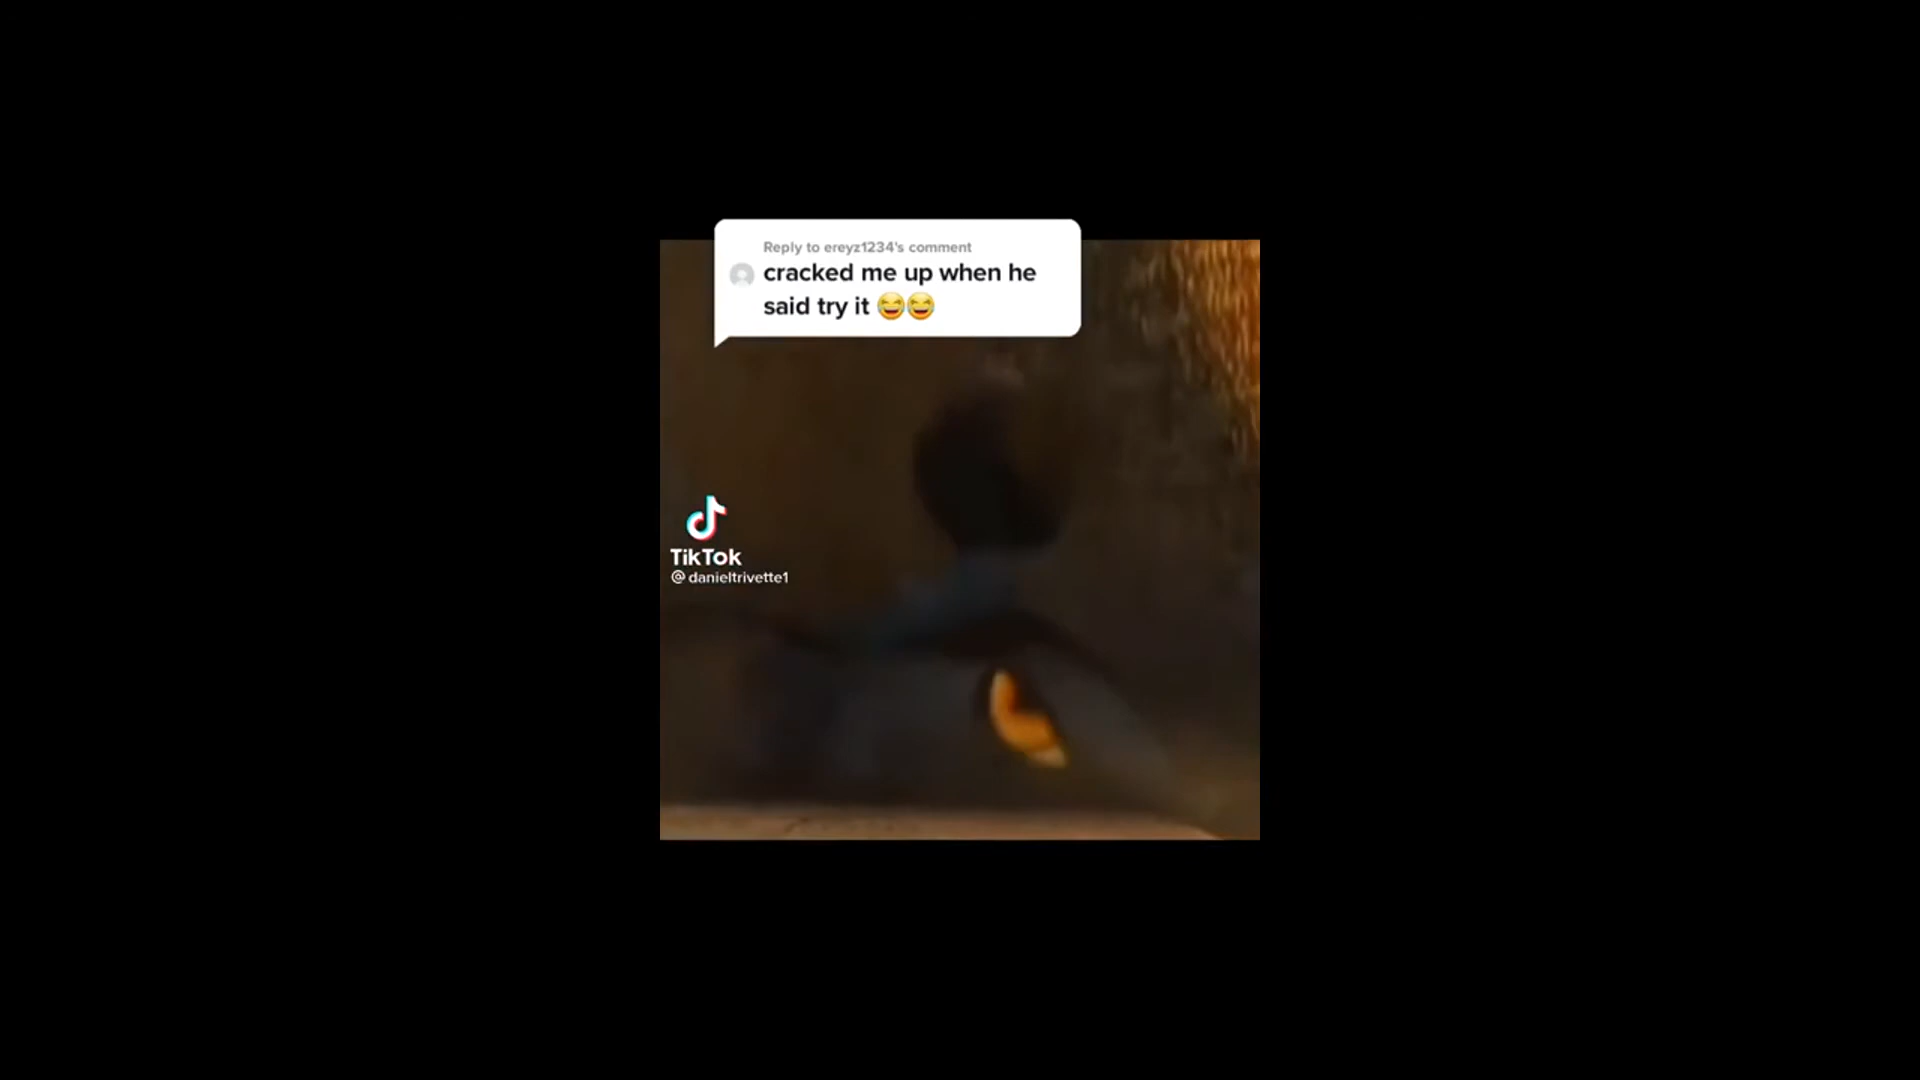 Reply to ereyz1234's comment
cracked me up when he
said try it 😆😆
TikTok
@danieltrivette1